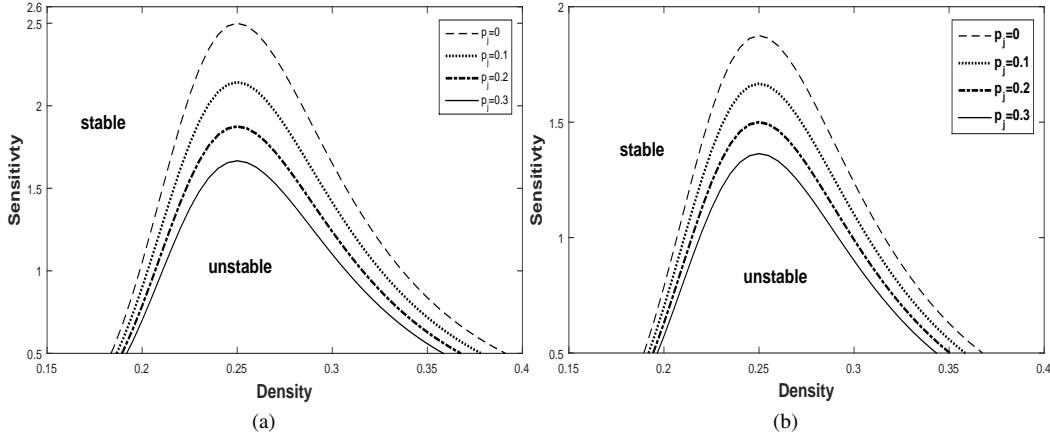 2.6
2.5
2
1.5
1
0.5
0.15
0.2
0.25
0.3
0.35
0.4
Sensitivty
Density
stable
unstable
p_j=0
p_j=0.1
p_j=0.2
p_j=0.3
(a)
2
1.5
1
0.5
0.15
0.2
0.25
0.3
0.35
0.4
Sensitivty
Density
stable
unstable
p_j=0
p_j=0.1
p_j=0.2
p_j=0.3
(b)